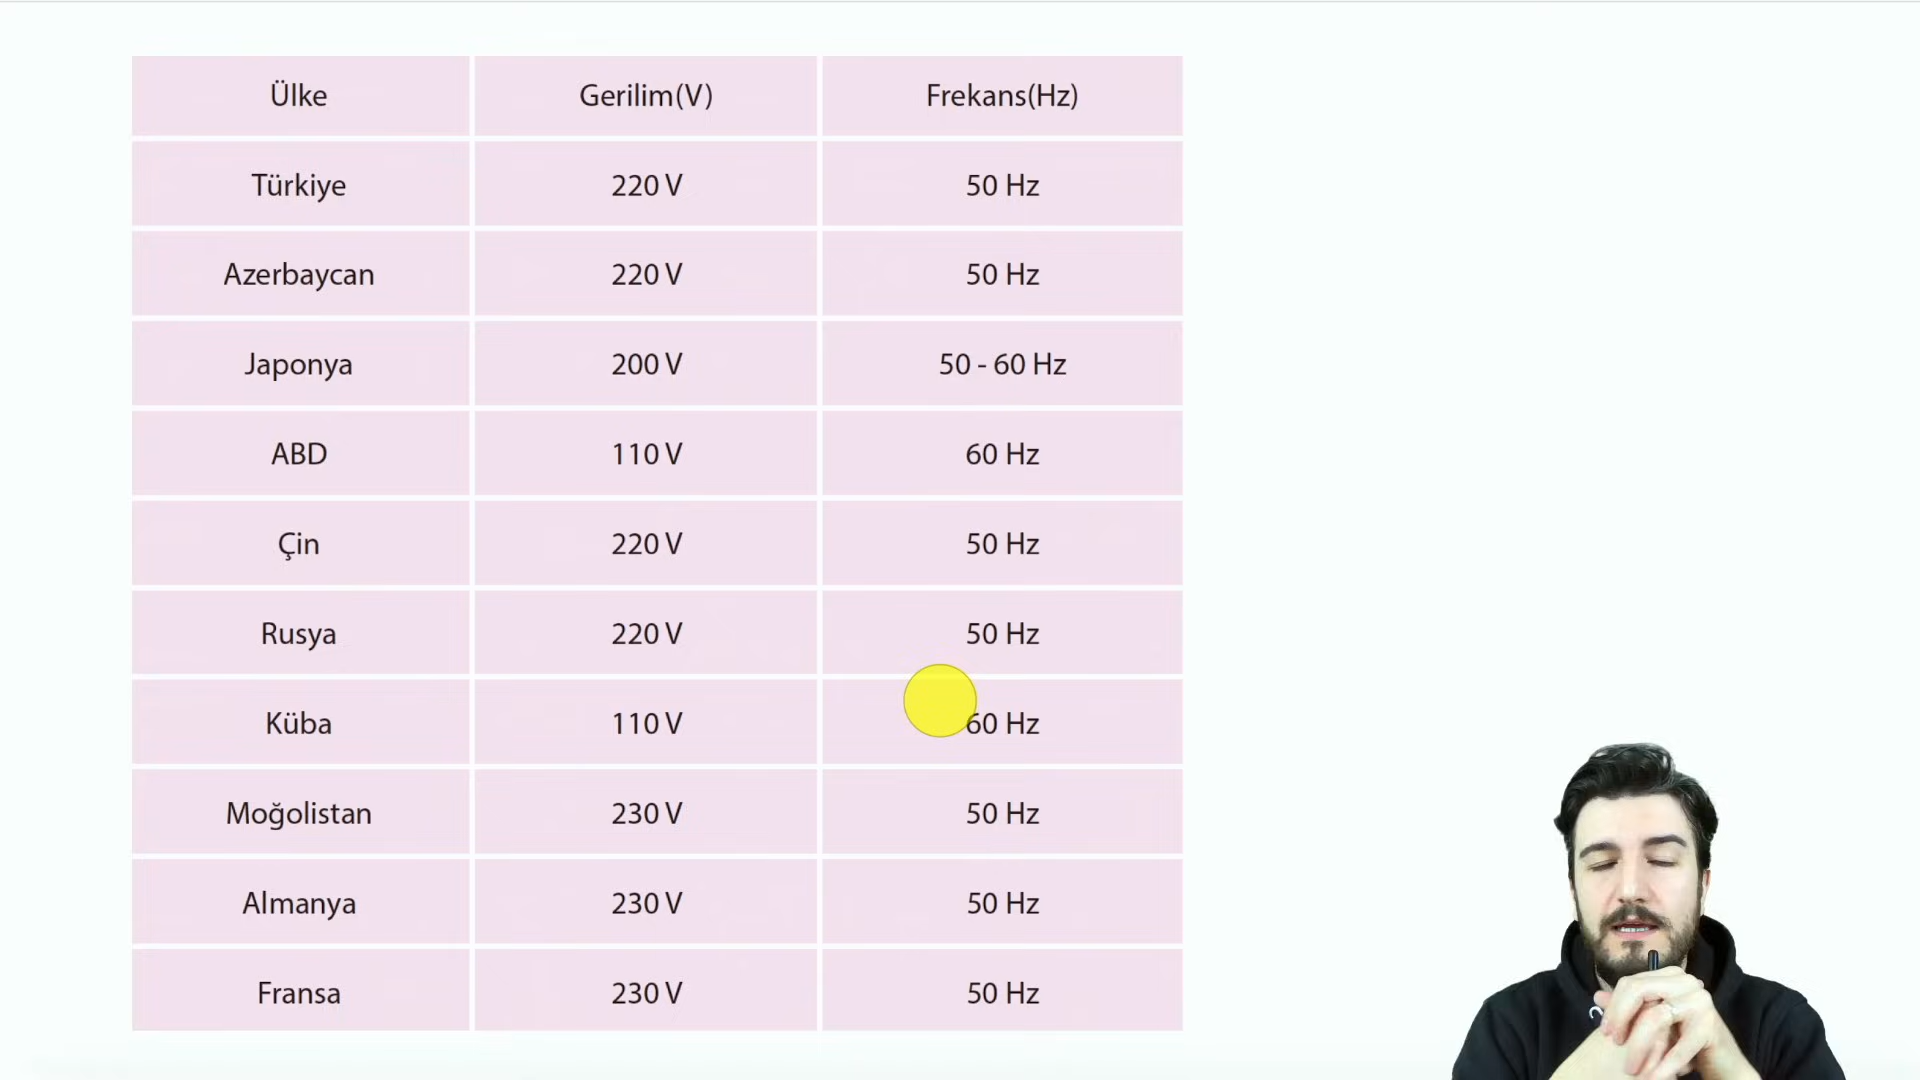 Ülke Gerilim(V) Frekans(Hz)
Türkiye 220 V 50 Hz
Azerbaycan 220 V 50 Hz
Japonya 200 V 50 - 60 Hz
ABD 110 V 60 Hz
Çin 220 V 50 Hz
Rusya 220 V 50 Hz
Küba 110 V 60 Hz
Moğolistan 230 V 50 Hz
Almanya 230 V 50 Hz
Fransa 230 V 50 Hz